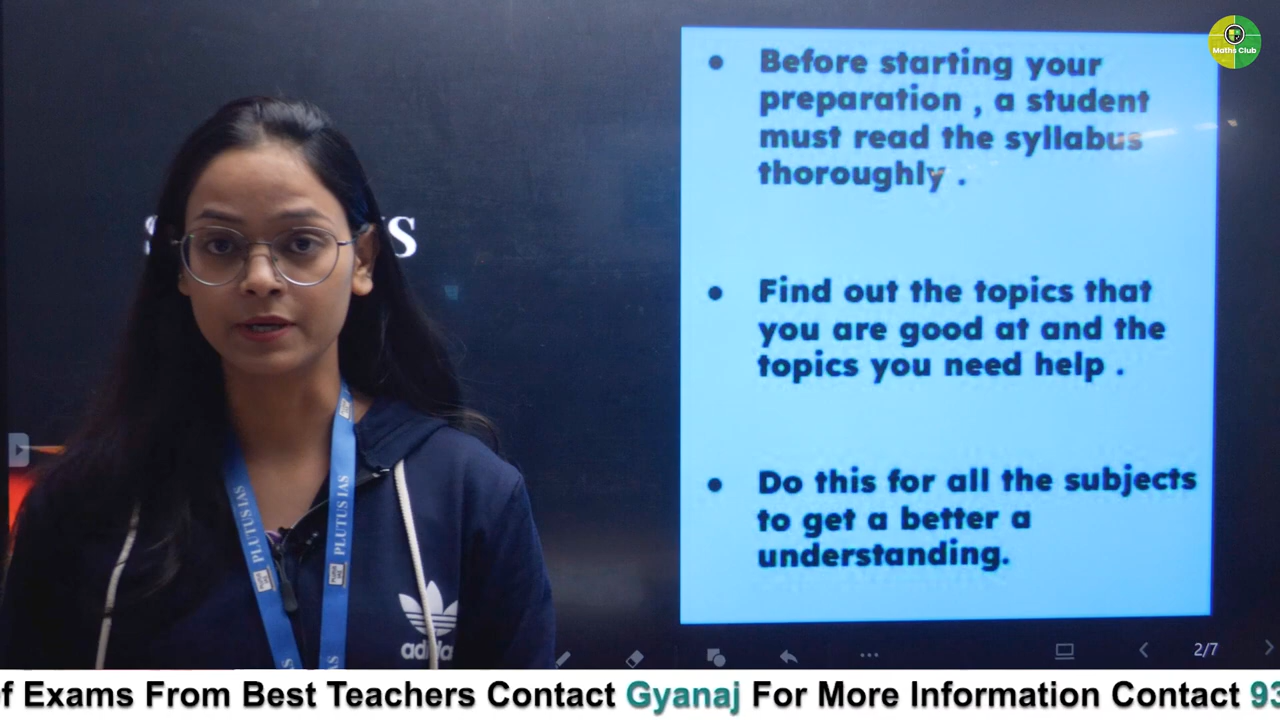 Maths Club
Before starting your
preparation , a student
must read the syllabus
thoroughly .
Find out the topics that
you are good at and the
topics you need help .
Do this for all the subjects
to get a better a
understanding.
PLUTUS IAS
PLUTUS IAS
adidas
2/7
f Exams From Best Teachers Contact Gyanaj For More Information Contact 93